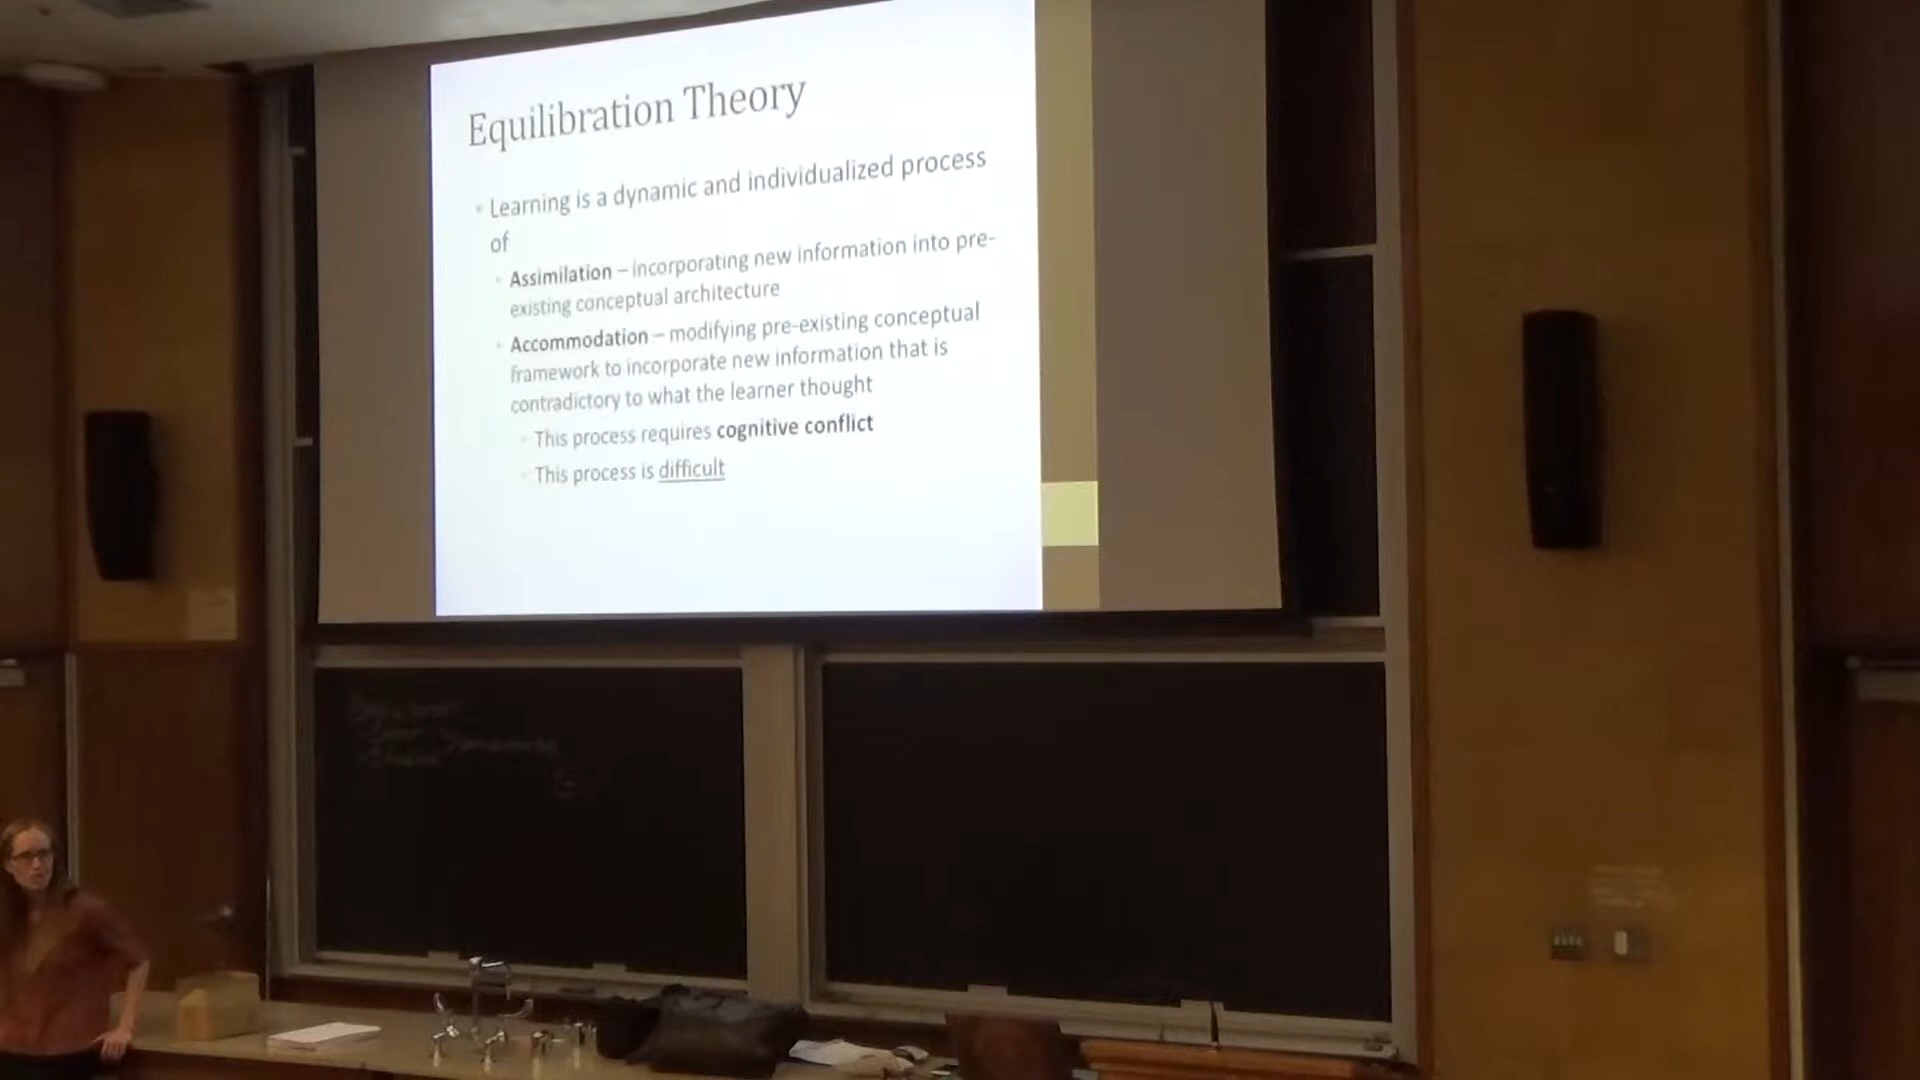 Equilibration Theory
Learning is a dynamic and individualized process
of
Assimilation – incorporating new information into pre-
existing conceptual architecture
Accommodation – modifying pre-existing conceptual
framework to incorporate new information that is
contradictory to what the learner thought
This process requires cognitive conflict
This process is difficult